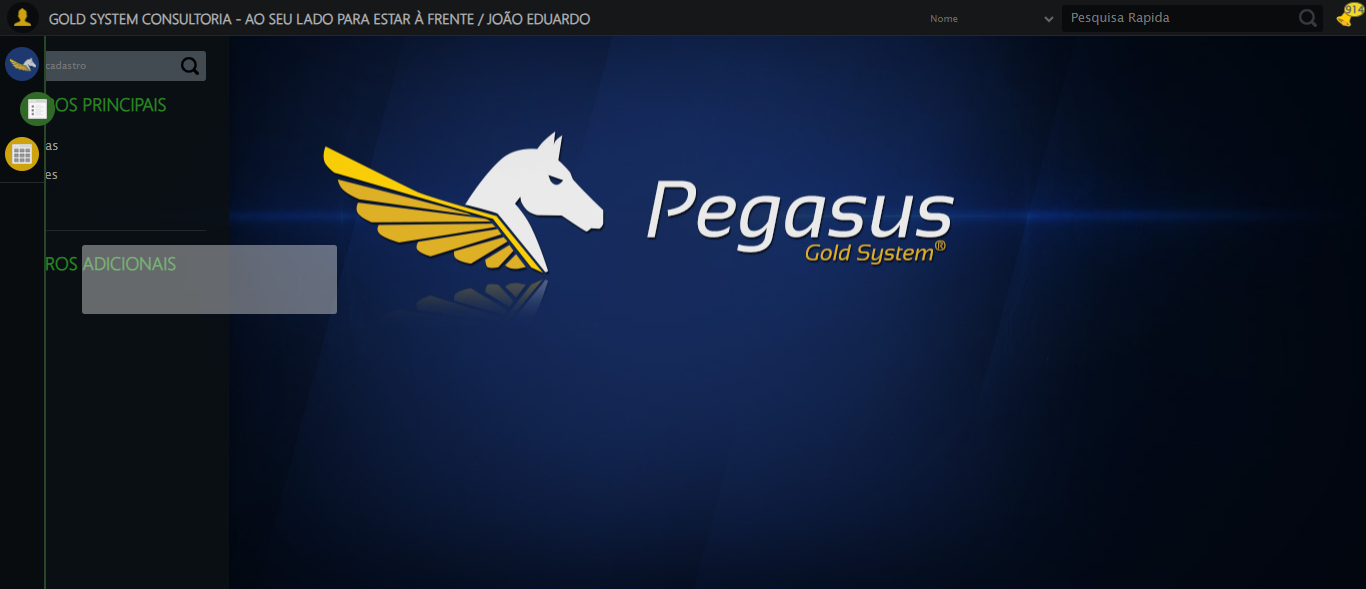 GOLD SYSTEM CONSULTORIA - AO SEU LADO PARA ESTAR À FRENTE / JOÃO EDUARDO
Nome
Pesquisa Rapida
914
cadastro
OS PRINCIPAIS
as
es
ROS ADICIONAIS
Pegasus
Gold System®